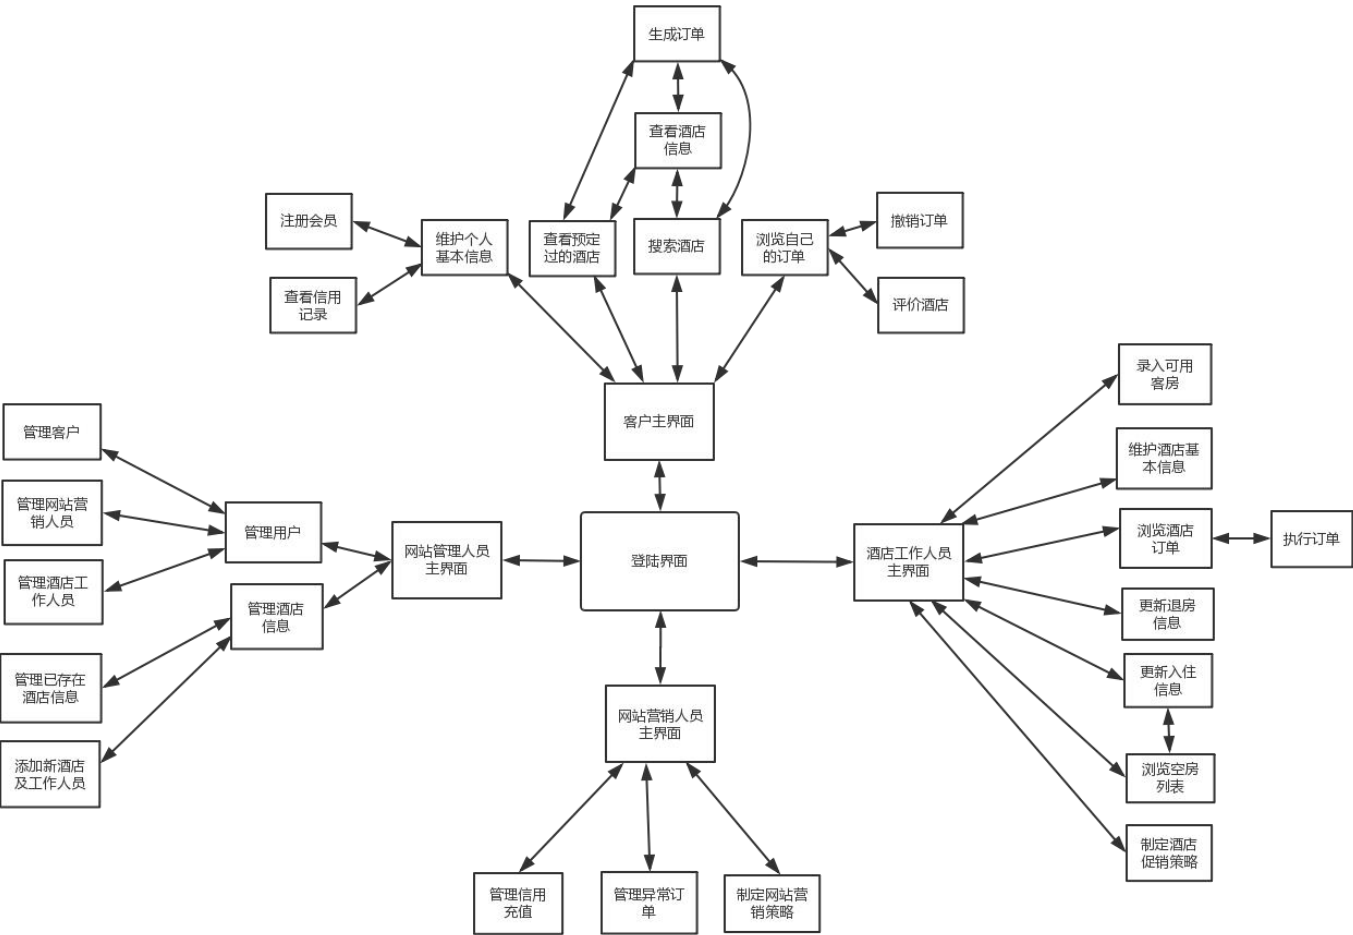 生成订单
查看酒店
信息
注册会员
维护个人
基本信息
查看预定
过的酒店
搜索酒店
浏览自己
的订单
撤销订单
查看信用
记录
评价酒店
录入可用
客房
客户主界面
管理客户
维护酒店基
本信息
管理网站营
销人员
管理用户
网站管理人员
主界面
登陆界面
酒店工作人员
主界面
浏览酒店
订单
执行订单
管理酒店工
作人员
管理酒店
信息
更新退房
信息
管理已存在
酒店信息
更新入住
信息
网站营销人员
主界面
添加新酒店
及工作人员
浏览空房
列表
制定酒店
促销策略
管理信用
充值
管理异常订
单
制定网站营
销策略